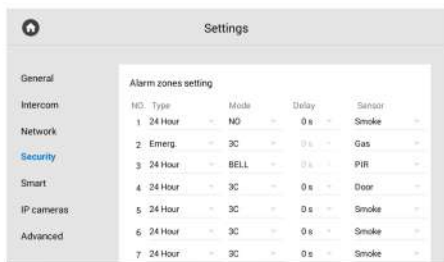 Settings
General
Intercom
Network
Security
Smart
IP cameras
Advanced
Alarm zones setting
NO. Type Mode Delay Sensor
1 24 Hour NO 0 s Smoke
2 Emerg. 3C 0 s Gas
3 24 Hour BELL 0 s PIR
4 24 Hour 3C 0 s Door
5 24 Hour 3C 0 s Smoke
6 24 Hour 3C 0 s Smoke
7 24 Hour 3C 0 s Smoke